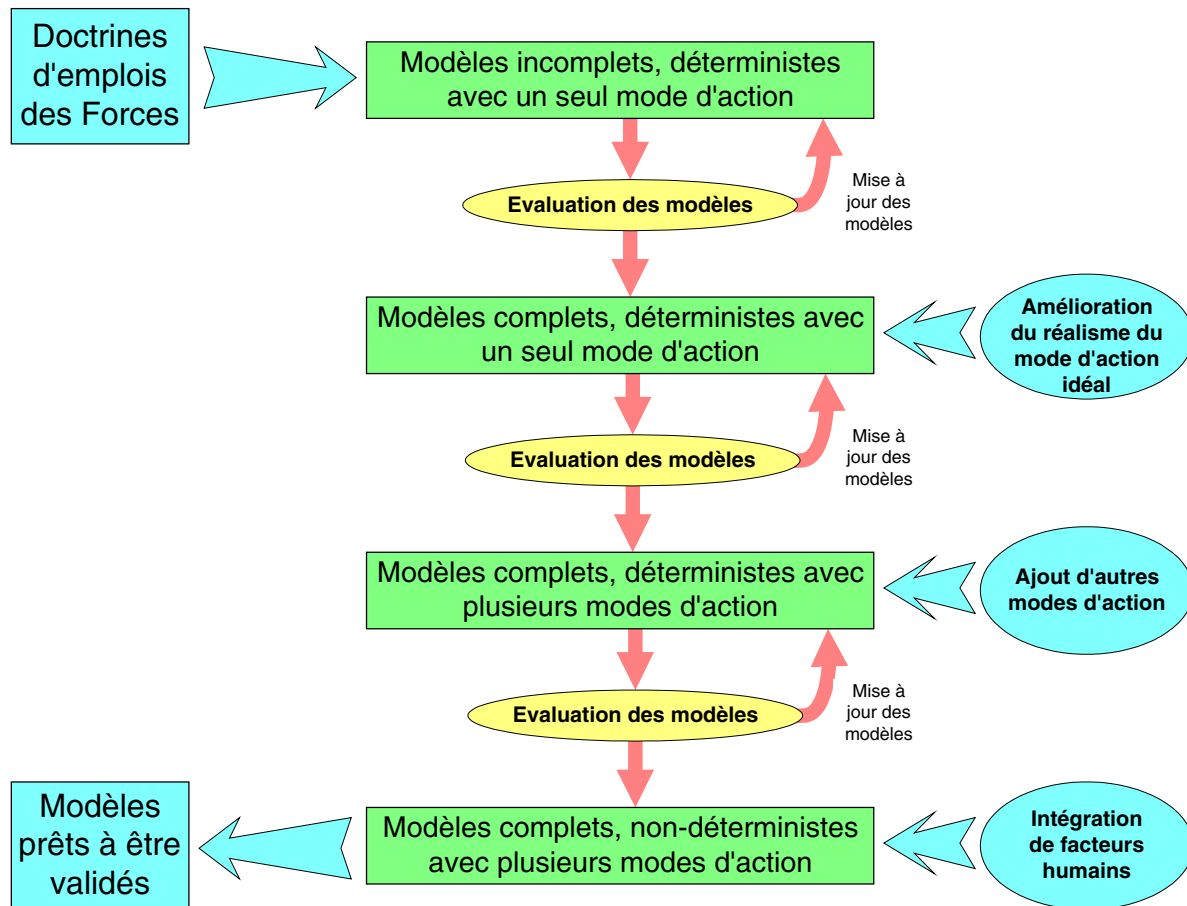 Doctrines
d'emplois
des Forces
Modèles incomplets, déterministes
avec un seul mode d'action
Evaluation des modèles
Mise à
jour des
modèles
Modèles complets, déterministes avec
un seul mode d'action
Amélioration
du réalisme du
mode d'action
idéal
Evaluation des modèles
Mise à
jour des
modèles
Modèles complets, déterministes avec
plusieurs modes d'action
Ajout d'autres
modes d'action
Evaluation des modèles
Mise à
jour des
modèles
Modèles
prêts à être
validés
Modèles complets, non-déterministes
avec plusieurs modes d'action
Intégration
de facteurs
humains